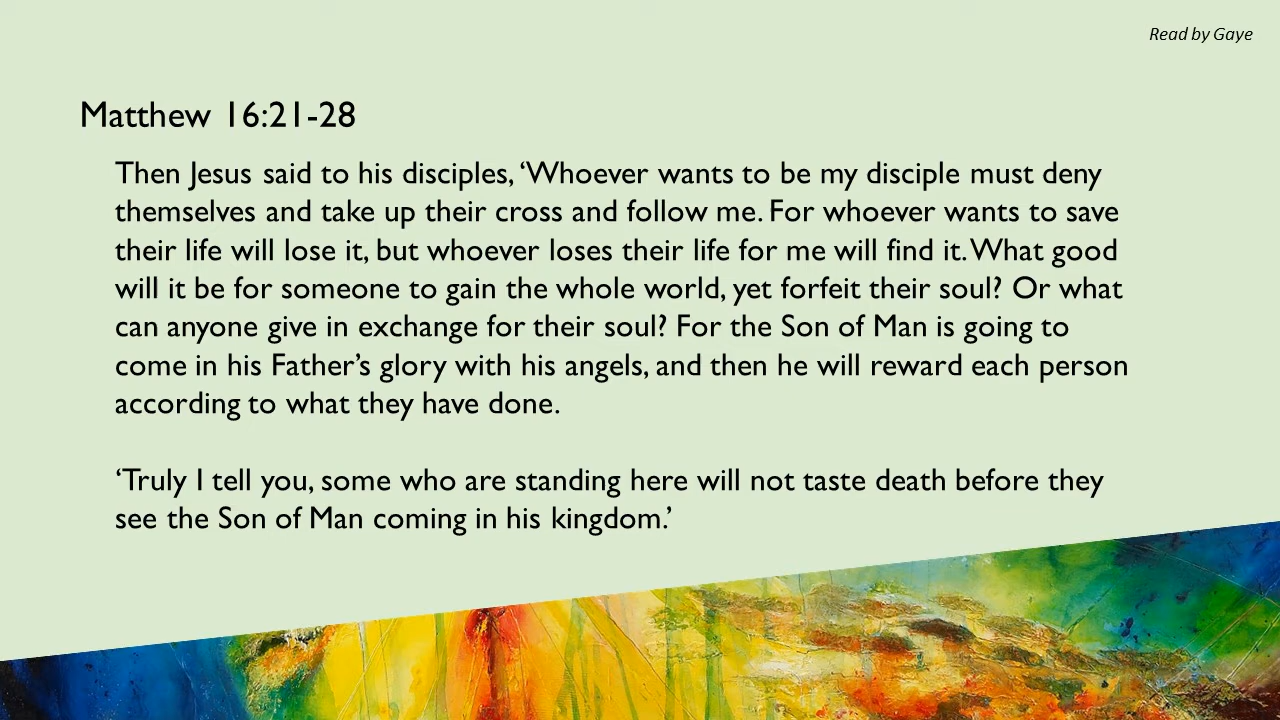 Read by Gaye
Matthew 16:21-28
Then Jesus said to his disciples, ‘Whoever wants to be my disciple must deny
themselves and take up their cross and follow me. For whoever wants to save
their life will lose it, but whoever loses their life for me will find it. What good
will it be for someone to gain the whole world, yet forfeit their soul? Or what
can anyone give in exchange for their soul? For the Son of Man is going to
come in his Father’s glory with his angels, and then he will reward each person
according to what they have done.
‘Truly I tell you, some who are standing here will not taste death before they
see the Son of Man coming in his kingdom.’